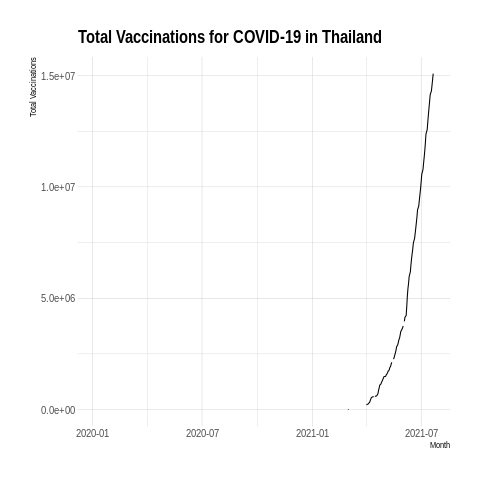 Total Vaccinations for COVID-19 in Thailand
Total Vaccinations
1.5e+07
1.0e+07
5.0e+06
0.0e+00
2020-01
2020-07
2021-01
2021-07
Month